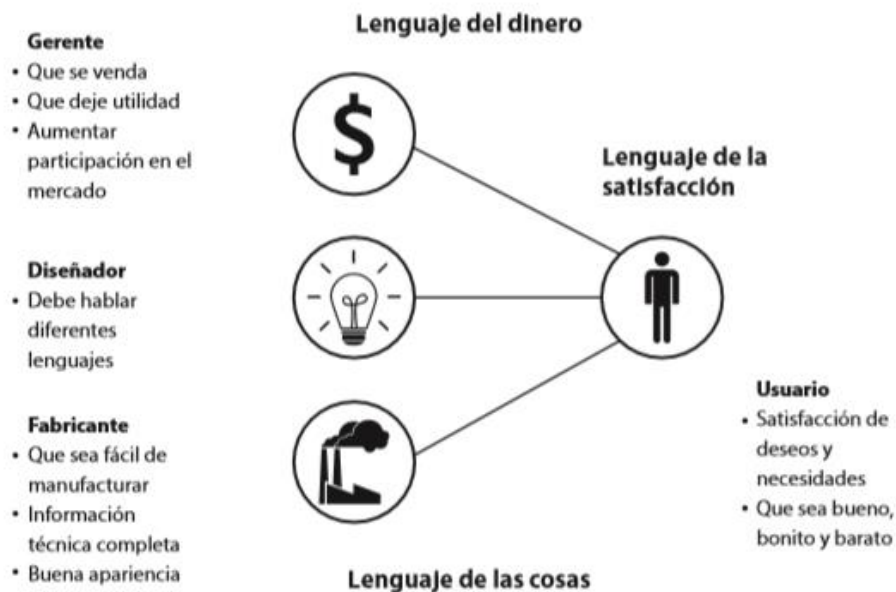 Lenguaje del dinero
Gerente
• Que se venda
• Que deje utilidad
• Aumentar
participación en el
mercado
$
Lenguaje de la
satisfacción
Diseñador
• Debe hablar
diferentes
lenguajes
Fabricante
• Que sea fácil de
manufacturar
• Información
técnica completa
• Buena apariencia
Usuario
• Satisfacción de
deseos y
necesidades
• Que sea bueno,
bonito y barato
Lenguaje de las cosas